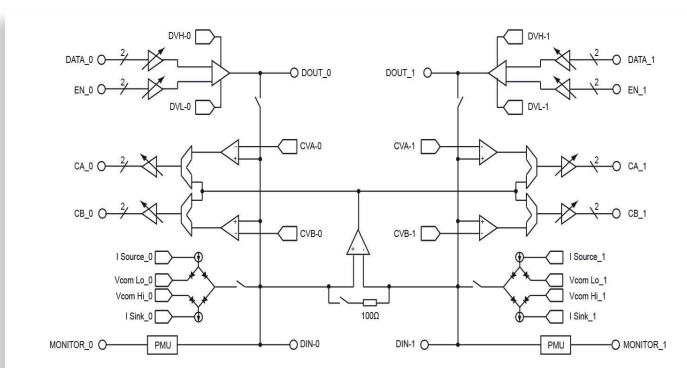 DVH-0 DVH-1
DATA_0 2 DOUT_0 DOUT_1 2 DATA_1
EN_0 2 2 EN_1
DVL-0 DVL-1
CVA-0 CVA-1
CA_0 2 2 CA_1
CB_0 2 2 CB_1
CVB-0 CVB-1
I Source_0 I Source_1
Vcom Lo_0 Vcom Lo_1
Vcom Hi_0 Vcom Hi_1
I Sink_0 100Ω I Sink_1
MONITOR_0 PMU DIN-0 DIN-1 PMU MONITOR_1